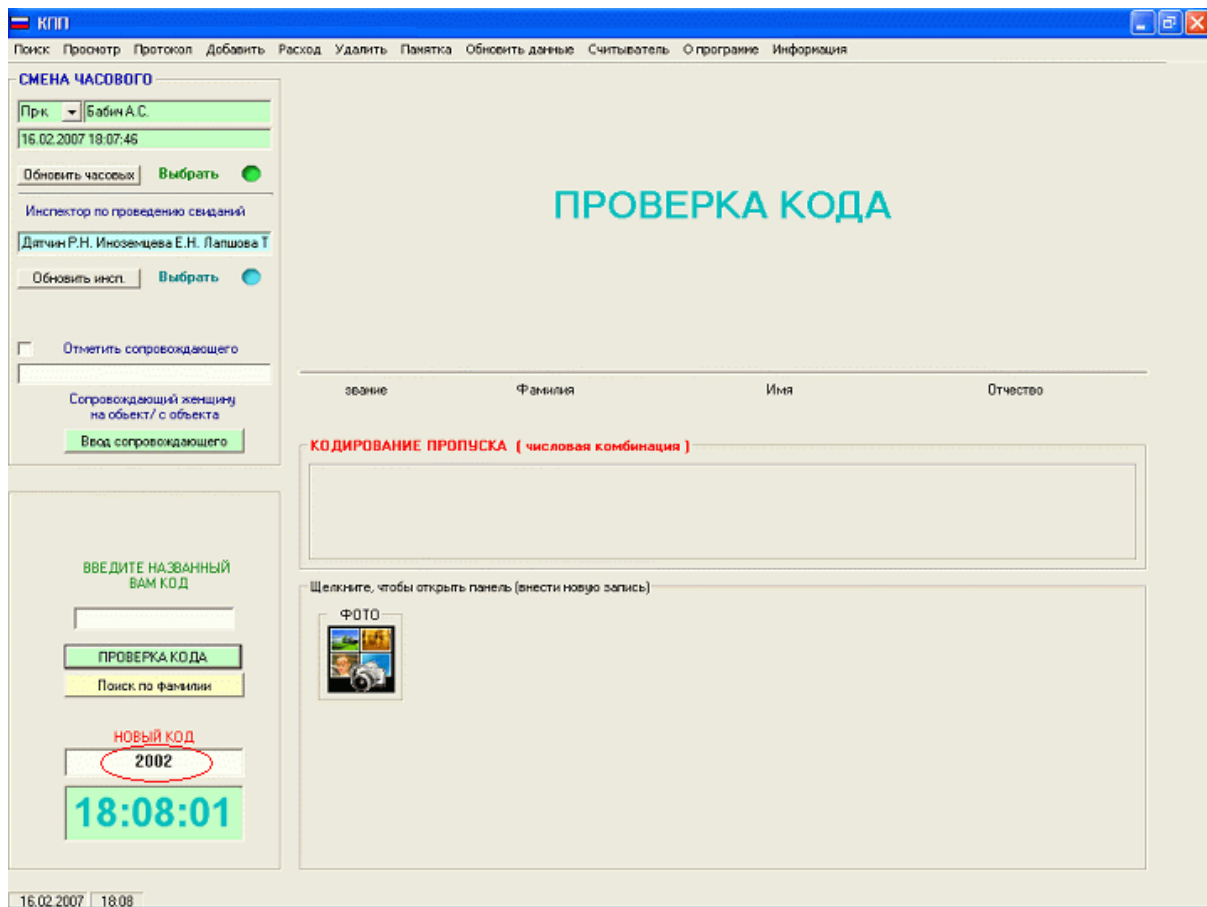 КПП
Поиск Просмотр Протокол Добавить Расход Удалить Памятка Обновить данные Считыватель О программе Информация
СМЕНА ЧАСОВОГО
Пр-к Бабич А.С.
16.02.2007 18:07:46
Обновить часовых Выбрать
Инспектор по проведению свиданий
Дятчин Р.Н. Иноземцева Е.Н. Лапшова Т
Обновить инсп. Выбрать
Отметить сопровождающего
Сопровождающий женщину
на объект/ с объекта
Ввод сопровождающего
ВВЕДИТЕ НАЗВАННЫЙ
ВАМ КОД
ПРОВЕРКА КОДА
Поиск по фамилии
НОВЫЙ КОД
2002
18:08:01
ПРОВЕРКА КОДА
звание Фамилия Имя Отчество
КОДИРОВАНИЕ ПРОПУСКА ( числовая комбинация )
Щелкните, чтобы открыть панель (внести новую запись)
ФОТО
16.02.2007 18:08